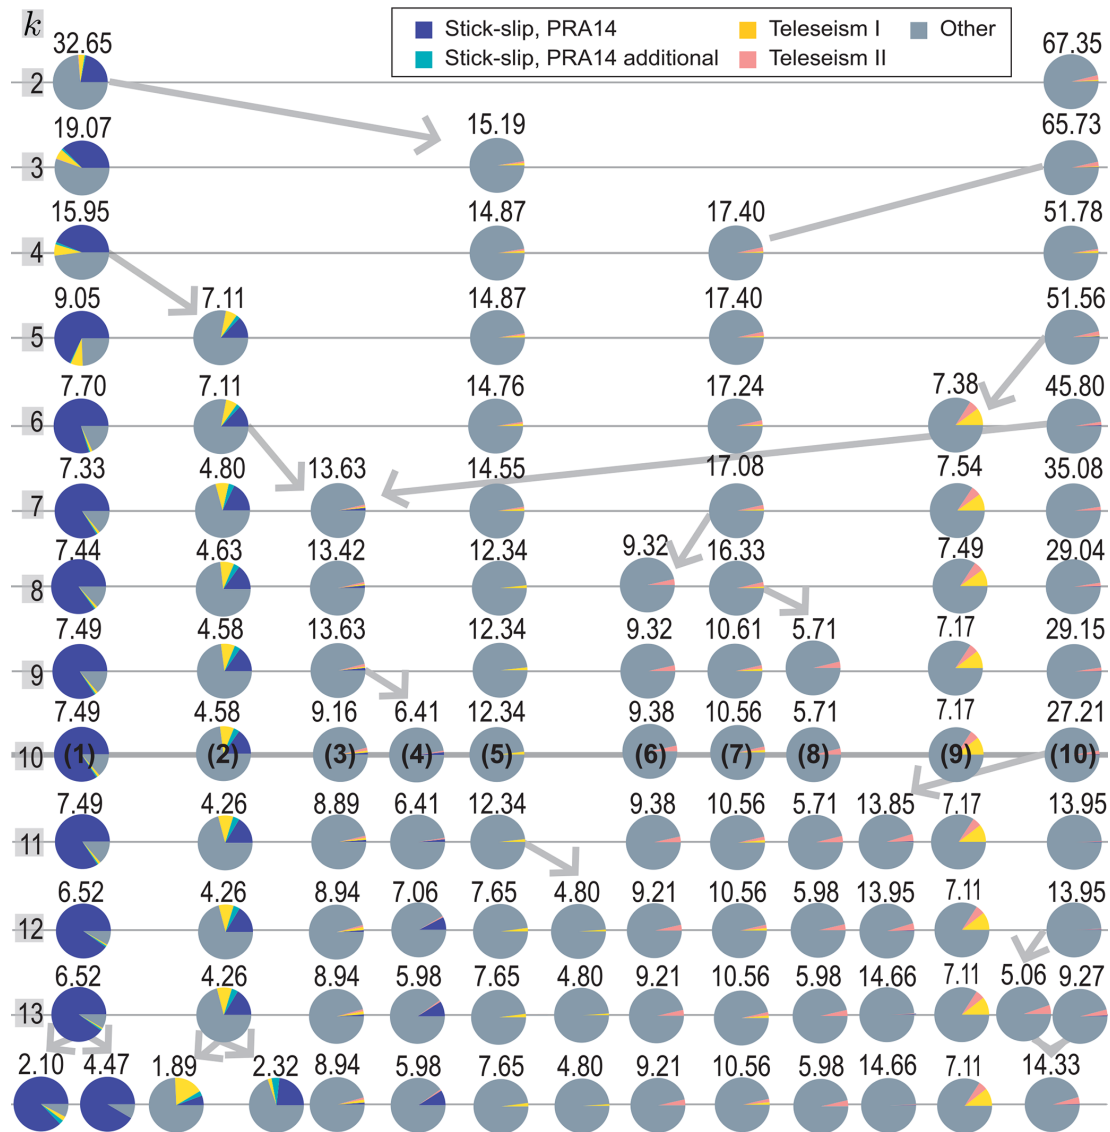 k
Stick-slip, PRA14
Teleseism I
Other
Stick-slip, PRA14 additional
Teleseism II
32.65 67.35
2
19.07 15.19 65.73
3
15.95 14.87 17.40 51.78
4
9.05 7.11 14.87 17.40 51.56
5
7.70 7.11 14.76 17.24 7.38 45.80
6
7.33 4.80 13.63 14.55 17.08 7.54 35.08
7
7.44 4.63 13.42 12.34 9.32 16.33 7.49 29.04
8
7.49 4.58 13.63 12.34 9.32 10.61 5.71 7.17 29.15
9
7.49 4.58 9.16 6.41 12.34 9.38 10.56 5.71 7.17 27.21
10 (1) (2) (3) (4) (5) (6) (7) (8) (9) (10)
7.49 4.26 8.89 6.41 12.34 9.38 10.56 5.71 13.85 7.17 13.95
11
6.52 4.26 8.94 7.06 7.65 4.80 9.21 10.56 5.98 13.95 7.11 13.95
12
6.52 4.26 8.94 5.98 7.65 4.80 9.21 10.56 5.98 14.66 7.11 5.06 9.27
13
2.10 4.47 1.89 2.32 8.94 5.98 7.65 4.80 9.21 10.56 5.98 14.66 7.11 14.33